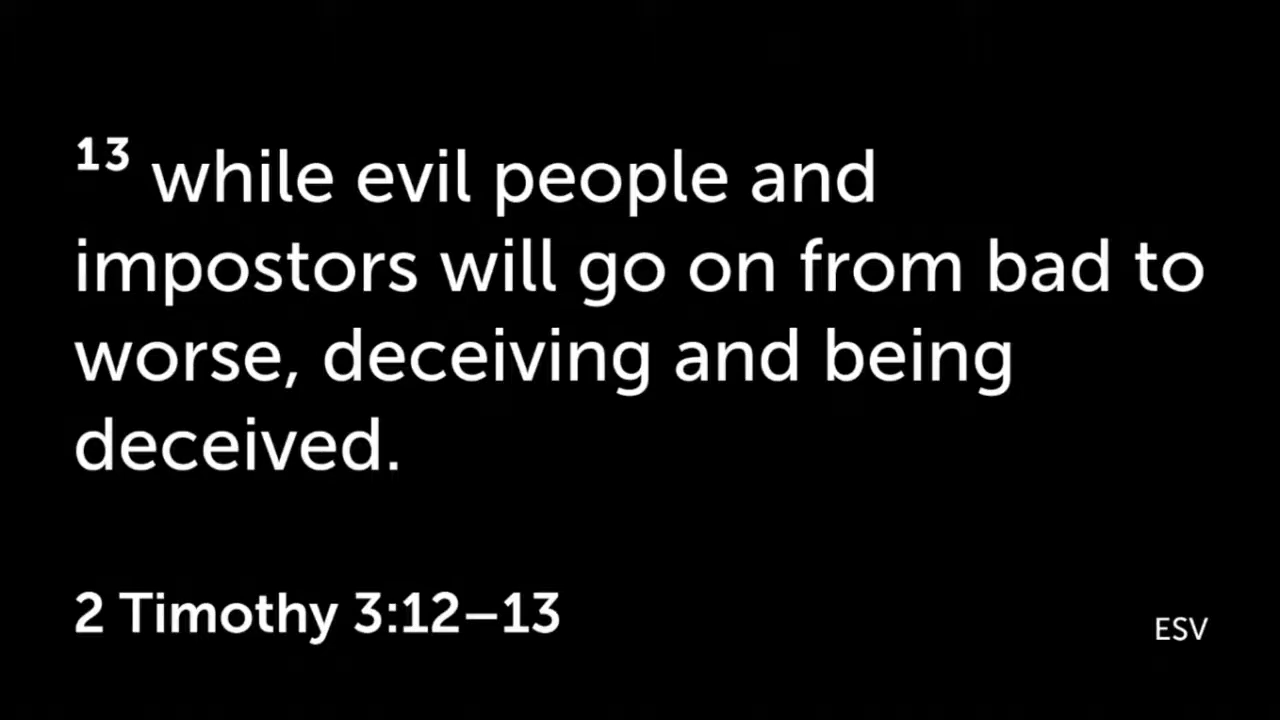 13 while evil people and
impostors will go on from bad to
worse, deceiving and being
deceived.
2 Timothy 3:12–13
ESV